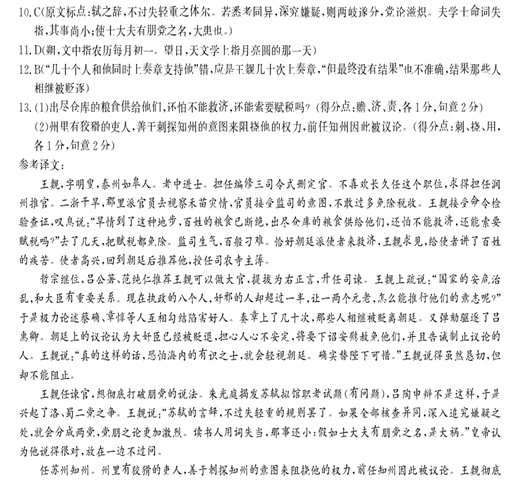 10.C(原文标点:轼之辞,不过失轻重之体尔。若悉考同异,深究嫌疑,则两岐遂分,党论滋炽。夫学士命词失
指,其事尚小;使士大夫有朋党之名,大患也。)
11.D(朔,文中指农历每月初一。望日,天文学上指月亮圆的那一天)
12.B(“几十个人和他同时上奏章支持他”错,应是王觌几十次上奏章,“但最终没有结果”也不准确,结果那些人
相继被贬谪)
13.(1)出尽仓库的粮食供给他们,还怕不能救济,还能索要赋税吗?(得分点:赡、济、责,各1分,句意2分)
(2)州里有狡猾的吏人,善于刺探知州的意图来阻挠他的权力,前任知州因此被议论。(得分点:刺、挠、用,
各1分,句意2分)
参考译文:
王觌,字明叟,泰州如皋人。考中进士。担任编修三司令式删定官。不喜欢长久任这个职位,求得担任润
州推官。二浙干旱,郡里派官员去视察禾苗灾情,官员接受监司的意图,不敢过多免除税收。王觌接受命令检
验查证,叹息说:“旱情到了这种地步,百姓的粮食已断绝,出尽仓库的粮食供给他们,还怕不能救济,还能索要
赋税吗?”去了几天,把赋税都免除。监司生气,百般刁难。恰好朝廷派使者来救济,王觌求见,给使者讲了百姓
的疾苦。使者高兴,回到朝廷后推荐他,授任司农寺主簿。
哲宗继位,吕公著、范纯仁推荐王觌可以做大官,提拔为右正言,升任司谏。王觌上疏说:“国家的安危治
乱,和大臣有重要关系。现在执政的八个人,奸邪的人却超过一半,让一两个元老,怎么能推行他们的意志呢?”
于是极力论述蔡确、章惇等人互相勾结陷害好人。奏章上了几十次,那些人相继被贬离朝廷。又弹劾驱逐了吕
惠卿。朝廷上的议论认为大奸臣已经被贬退,担心人心不安定,将要下诏安慰赦免他们,并且告诫制止议论的
人。王觌说:“真的这样的话,恐怕海内的有识之士,就会轻视朝廷。确实替陛下可惜。”王觌说得虽然恳切,但
却不能阻止。
王觌任谏官,想彻底打破朋党的说法。朱光庭揭发苏轼拟馆职考试题(有问题),吕陶申辩不是这样,于是
兴起了洛、蜀二党之争。王觌说:“苏轼的言辞,不过失轻重的规则罢了。如果全部核查异同,深入追究嫌疑之
处,就会分成两党,党朋之论更加激烈。读书人用词失当,那事还小;假如士大夫有朋党之名,是大祸。”皇帝认
为他说得很对,放在一边不过问。
任苏州知州。州里有狡猾的吏人,善于刺探知州的意图来阻挠他的权力,前任知州因此被议论。王觌彻底